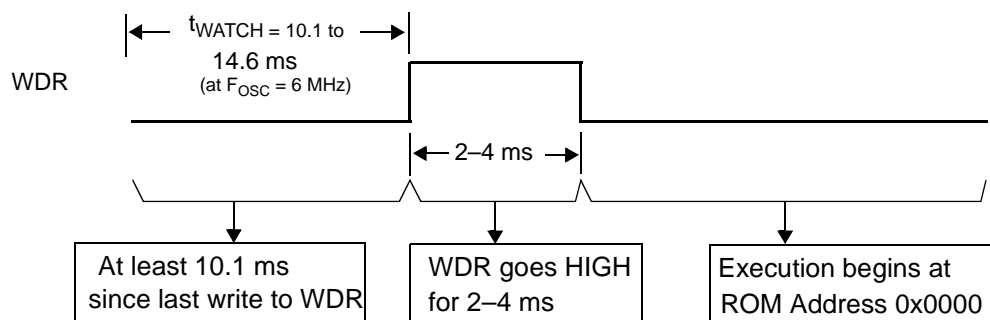 tWATCH = 10.1 to
14.6 ms
(at FOSC = 6 MHz)
WDR
2–4 ms
At least 10.1 ms
since last write to WDR
WDR goes HIGH
for 2–4 ms
Execution begins at
ROM Address 0x0000